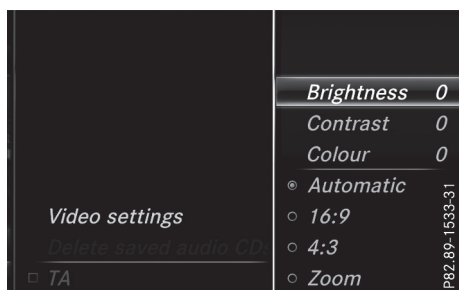 Brightness 0
Contrast 0
Colour 0
Automatic
Video settings
16:9
Delete saved audio CD:
4:3
TA
Zoom
P82.89-1533-31